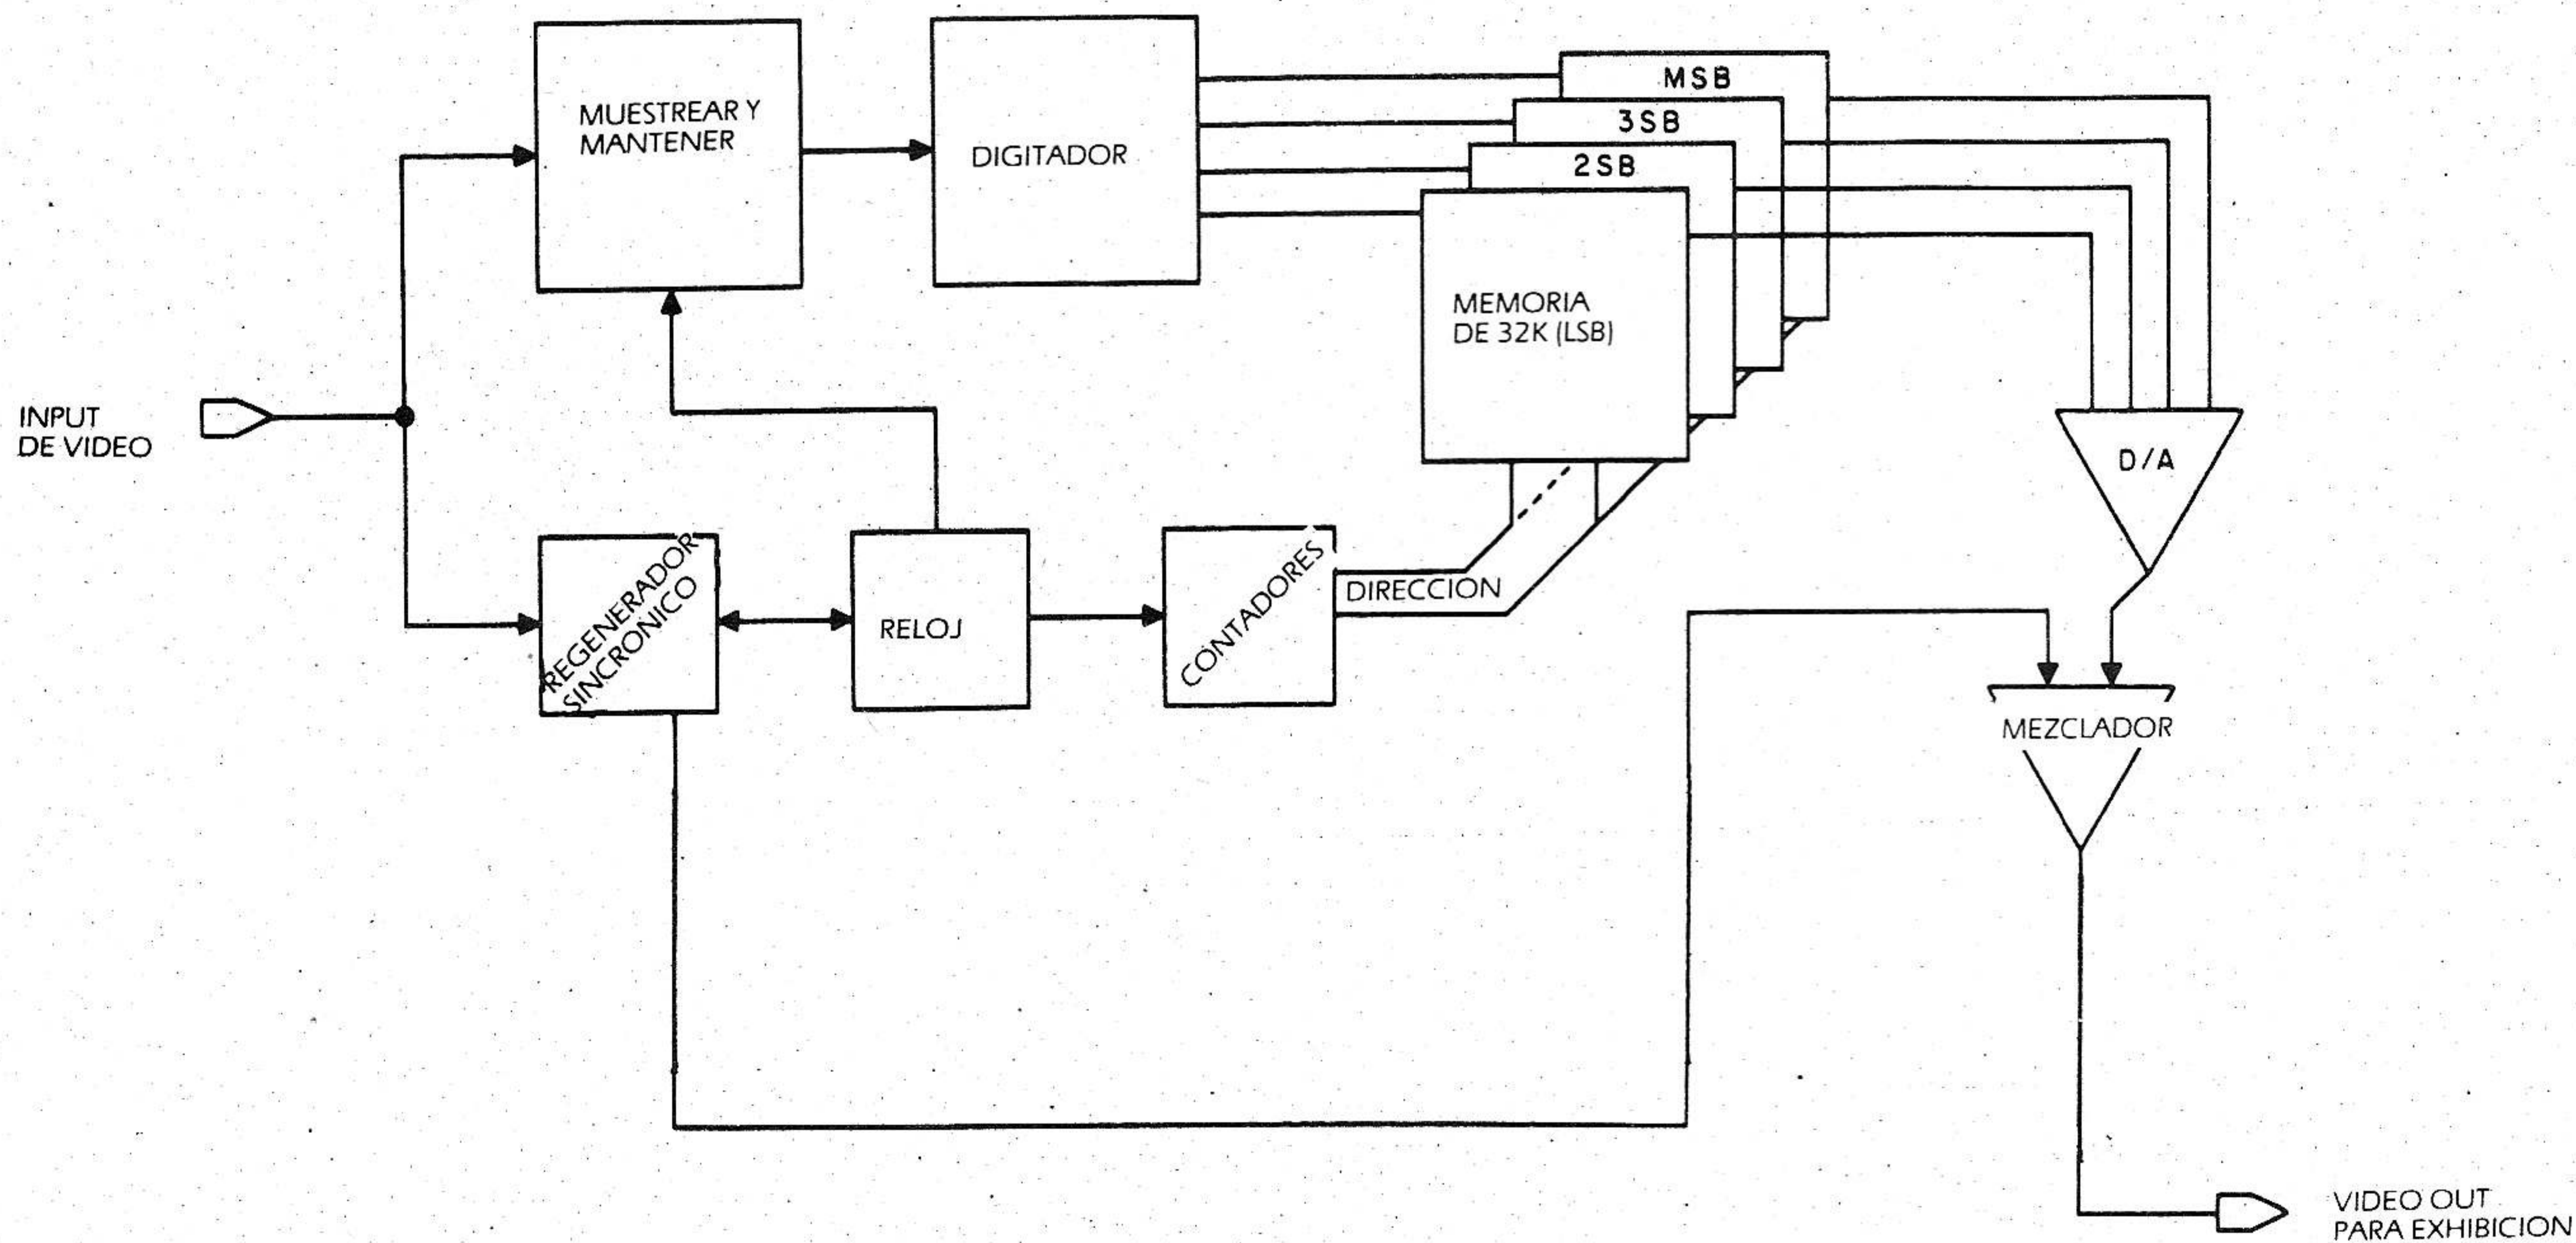 MUESTREAR Y
MANTENER
DIGITADOR
MSB
3SB
2SB
MEMORIA
DE 32K (LSB)
INPUT
DE VIDEO
D/A
REGENERADOR
SINCRONICO
RELOJ
CONTADORES
DIRECCION
MEZCLADOR
VIDEO OUT
PARA EXHIBICION